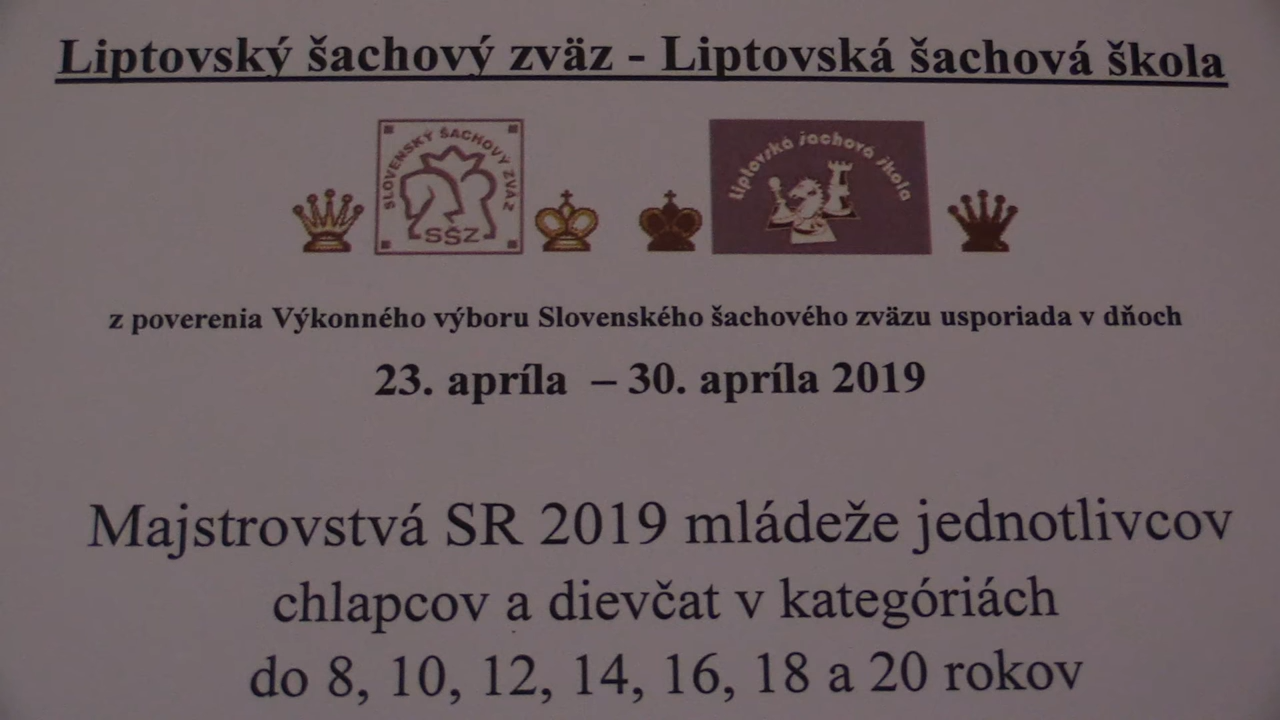 Liptovský šachový zväz - Liptovská šachová škola
SLOVENSKÝ ŠACHOVÝ ZVÄZ
SŠZ
Liptovská šachová škola
z poverenia Výkonného výboru Slovenského šachového zväzu usporiada v dňoch
23. apríla – 30. apríla 2019
Majstrovstvá SR 2019 mládeže jednotlivcov
chlapcov a dievčat v kategóriách
do 8, 10, 12, 14, 16, 18 a 20 rokov